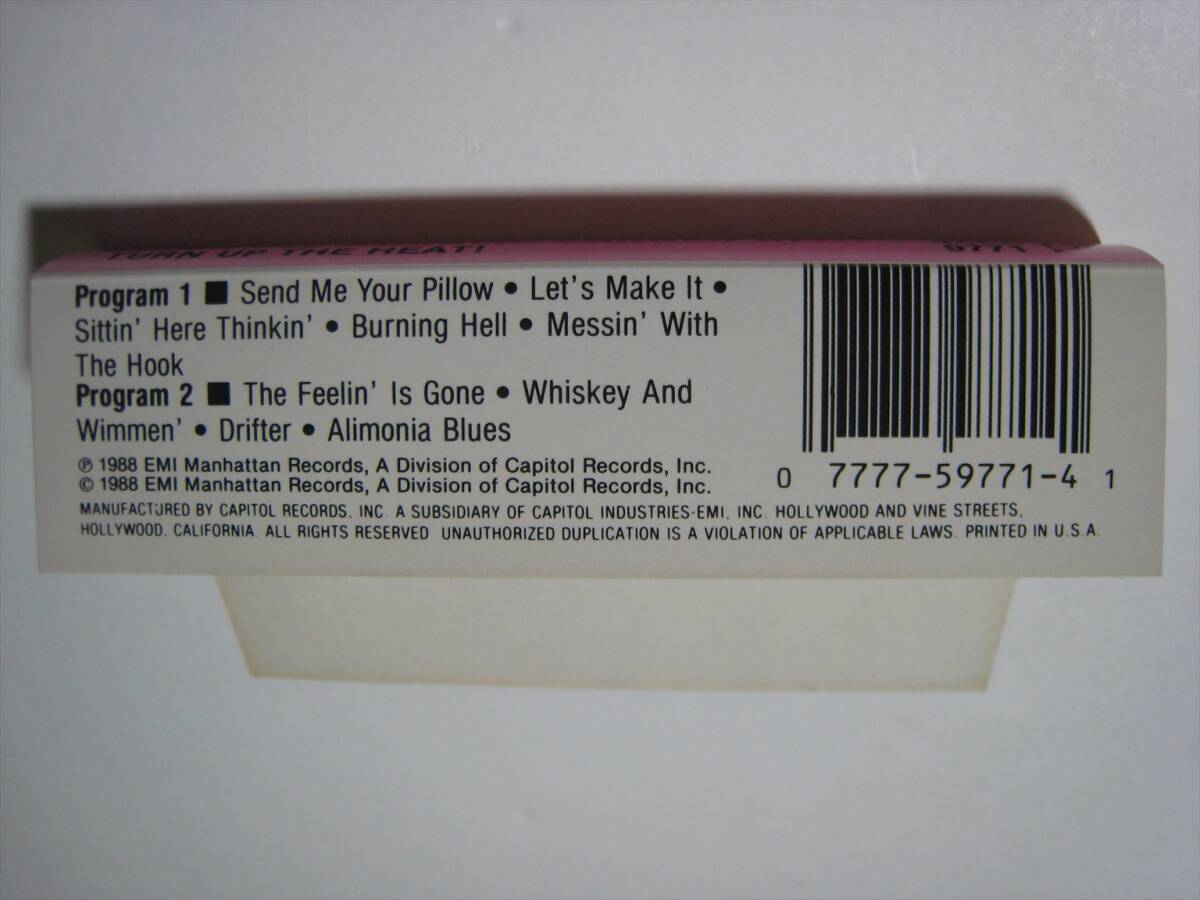 TURN UP THE HEAT!
9771
Program 1 ■ Send Me Your Pillow • Let's Make It •
Sittin' Here Thinkin' • Burning Hell • Messin' With
The Hook
Program 2 ■ The Feelin' Is Gone • Whiskey And
Wimmen' • Drifter • Alimonia Blues
℗ 1988 EMI Manhattan Records, A Division of Capitol Records, Inc.
© 1988 EMI Manhattan Records, A Division of Capitol Records, Inc.
MANUFACTURED BY CAPITOL RECORDS, INC. A SUBSIDIARY OF CAPITOL INDUSTRIES-EMI, INC. HOLLYWOOD AND VINE STREETS,
HOLLYWOOD, CALIFORNIA. ALL RIGHTS RESERVED. UNAUTHORIZED DUPLICATION IS A VIOLATION OF APPLICABLE LAWS. PRINTED IN U.S.A.
0 7777-59771-4 1